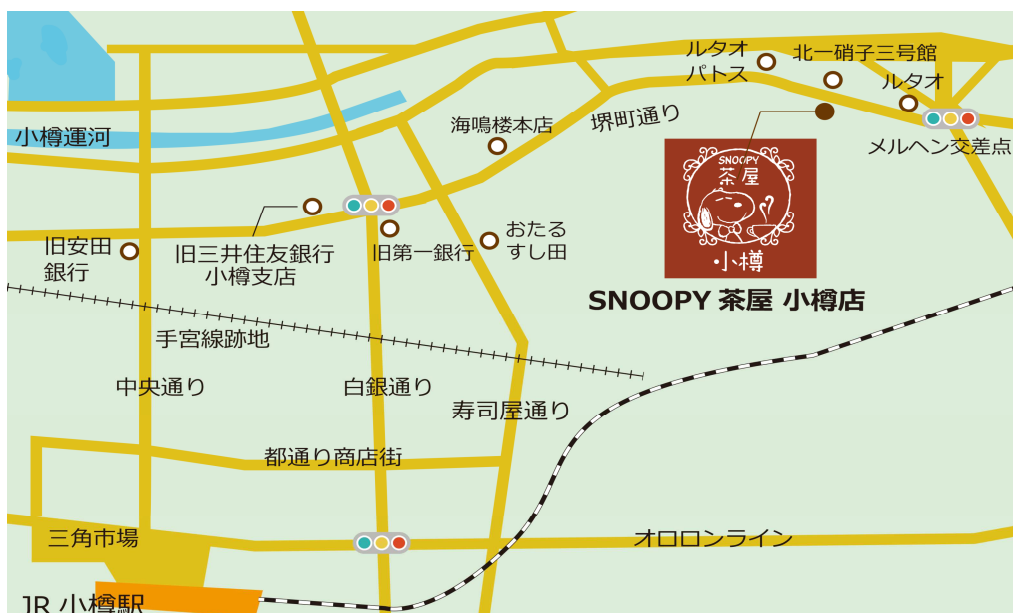 ルタオ
パトス
北一硝子三号館
ルタオ
小樽運河
海鳴楼本店
堺町通り
メルヘン交差点
SNOOPY
茶屋
小樽
SNOOPY 茶屋 小樽店
旧安田
銀行
旧三井住友銀行
小樽支店
旧第一銀行
おたる
すし田
手宮線跡地
中央通り
白銀通り
寿司屋通り
都通り商店街
三角市場
オロロンライン
JR 小樽駅